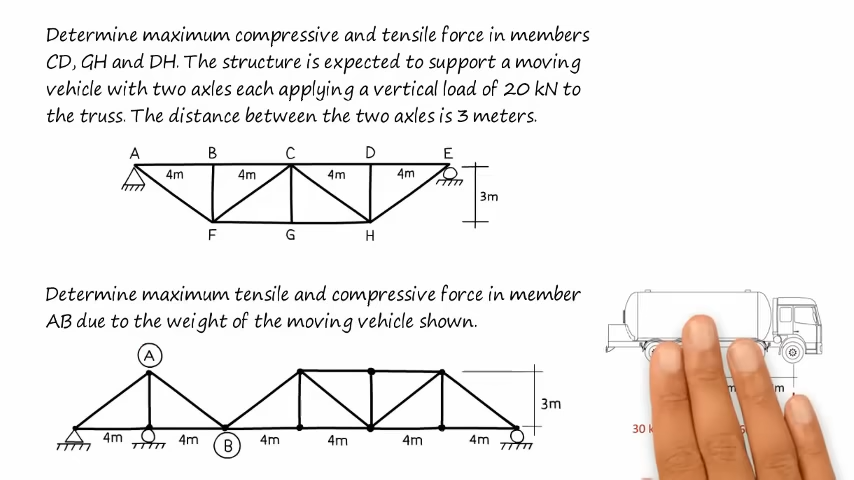 Determine maximum compressive and tensile force in members
CD, GH and DH. The structure is expected to support a moving
vehicle with two axles each applying a vertical load of 20 kN to
the truss. The distance between the two axles is 3 meters.
A B C D E
4m 4m 4m 4m
3m
F G H
Determine maximum tensile and compressive force in member
AB due to the weight of the moving vehicle shown.
A
3m
4m 4m 4m 4m 4m 4m
B
m m
30